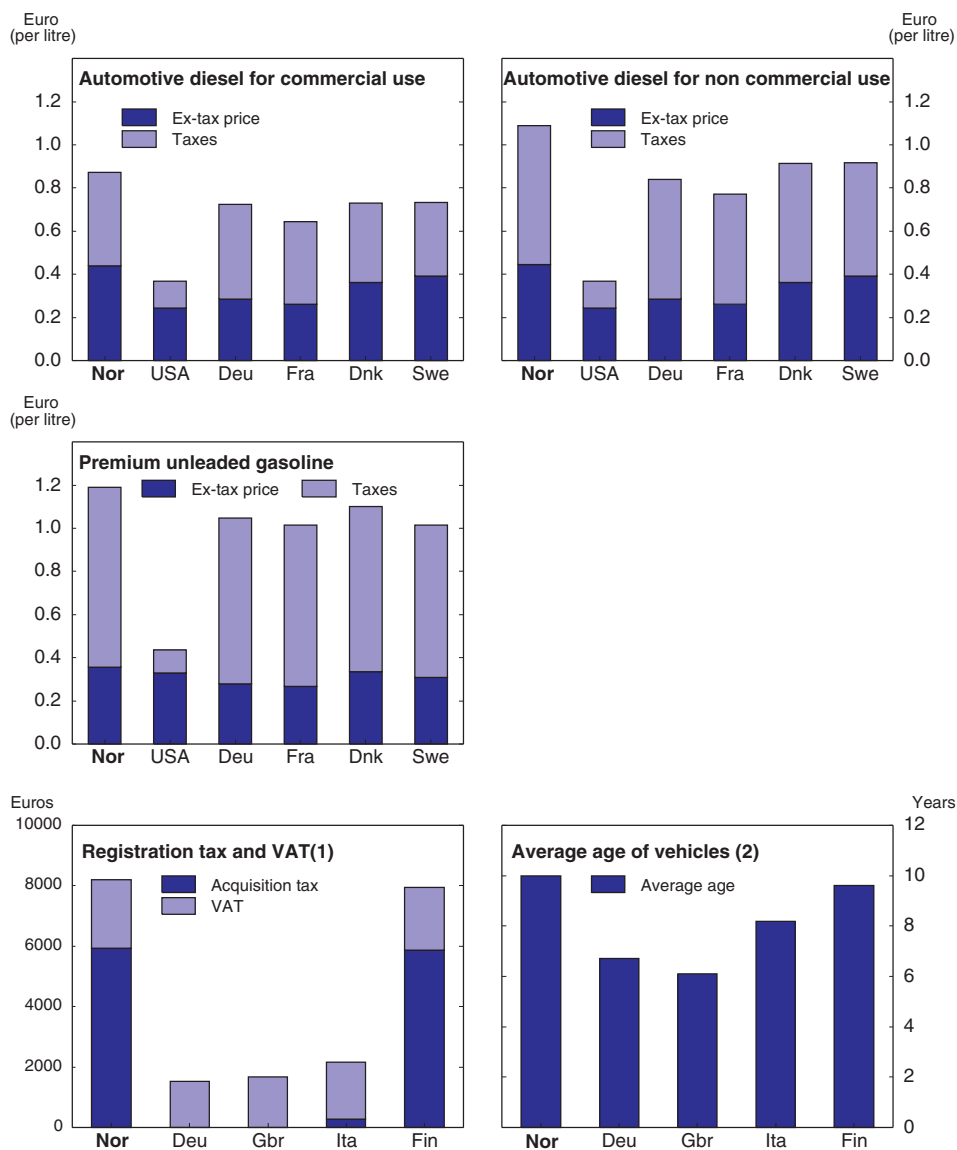 Euro
(per litre)
Euro
(per litre)
Automotive diesel for commercial use
Ex-tax price
Taxes
1.2
1.0
0.8
0.6
0.4
0.2
0.0
Nor USA Deu Fra Dnk Swe
Automotive diesel for non commercial use
Ex-tax price
Taxes
1.2
1.0
0.8
0.6
0.4
0.2
0.0
Nor USA Deu Fra Dnk Swe
Euro
(per litre)
Premium unleaded gasoline
Ex-tax price Taxes
1.2
1.0
0.8
0.6
0.4
0.2
0.0
Nor USA Deu Fra Dnk Swe
Euros
Registration tax and VAT(1)
Acquisition tax
VAT
10000
8000
6000
4000
2000
0
Nor Deu Gbr Ita Fin
Years
Average age of vehicles (2)
Average age
12
10
8
6
4
2
0
Nor Deu Gbr Ita Fin